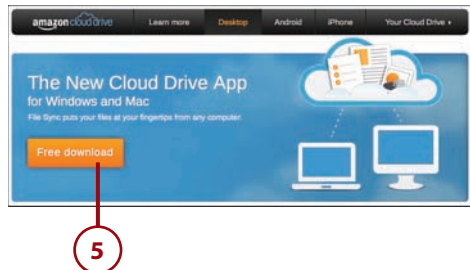 amazon cloud drive Learn more Desktop Android iPhone Your Cloud Drive
The New Cloud Drive App
for Windows and Mac
File Sync puts your files at your fingertips from any computer.
Free download
5